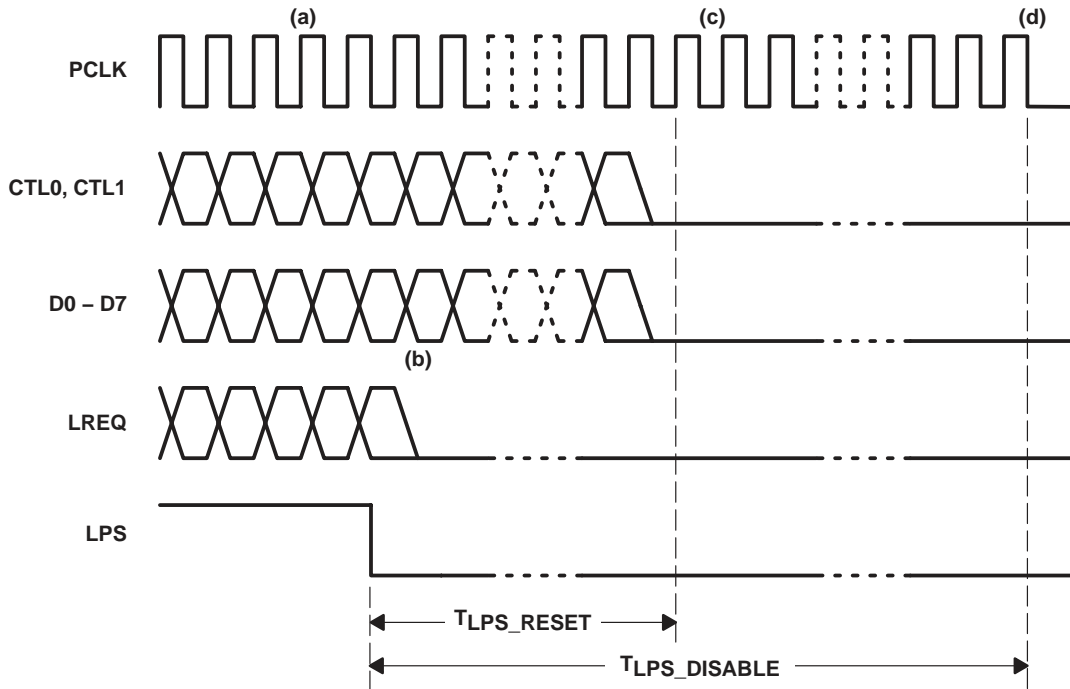 (a) (c) (d)
PCLK
CTL0, CTL1
D0 – D7
(b)
LREQ
LPS
TLPS_RESET
TLPS_DISABLE